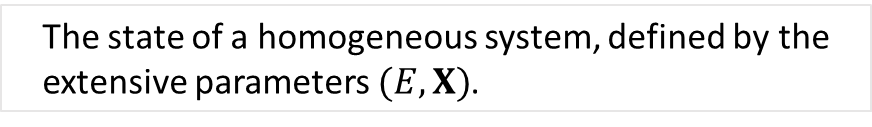 The state of a homogeneous system, defined by the
extensive parameters (E, X).